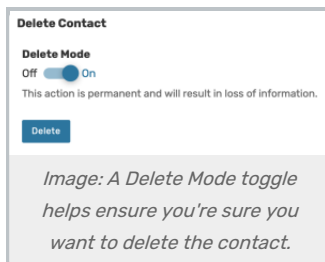 Delete Contact
Delete Mode
Off On
This action is permanent and will result in loss of information.
Delete
Image: A Delete Mode toggle
helps ensure you're sure you
want to delete the contact.